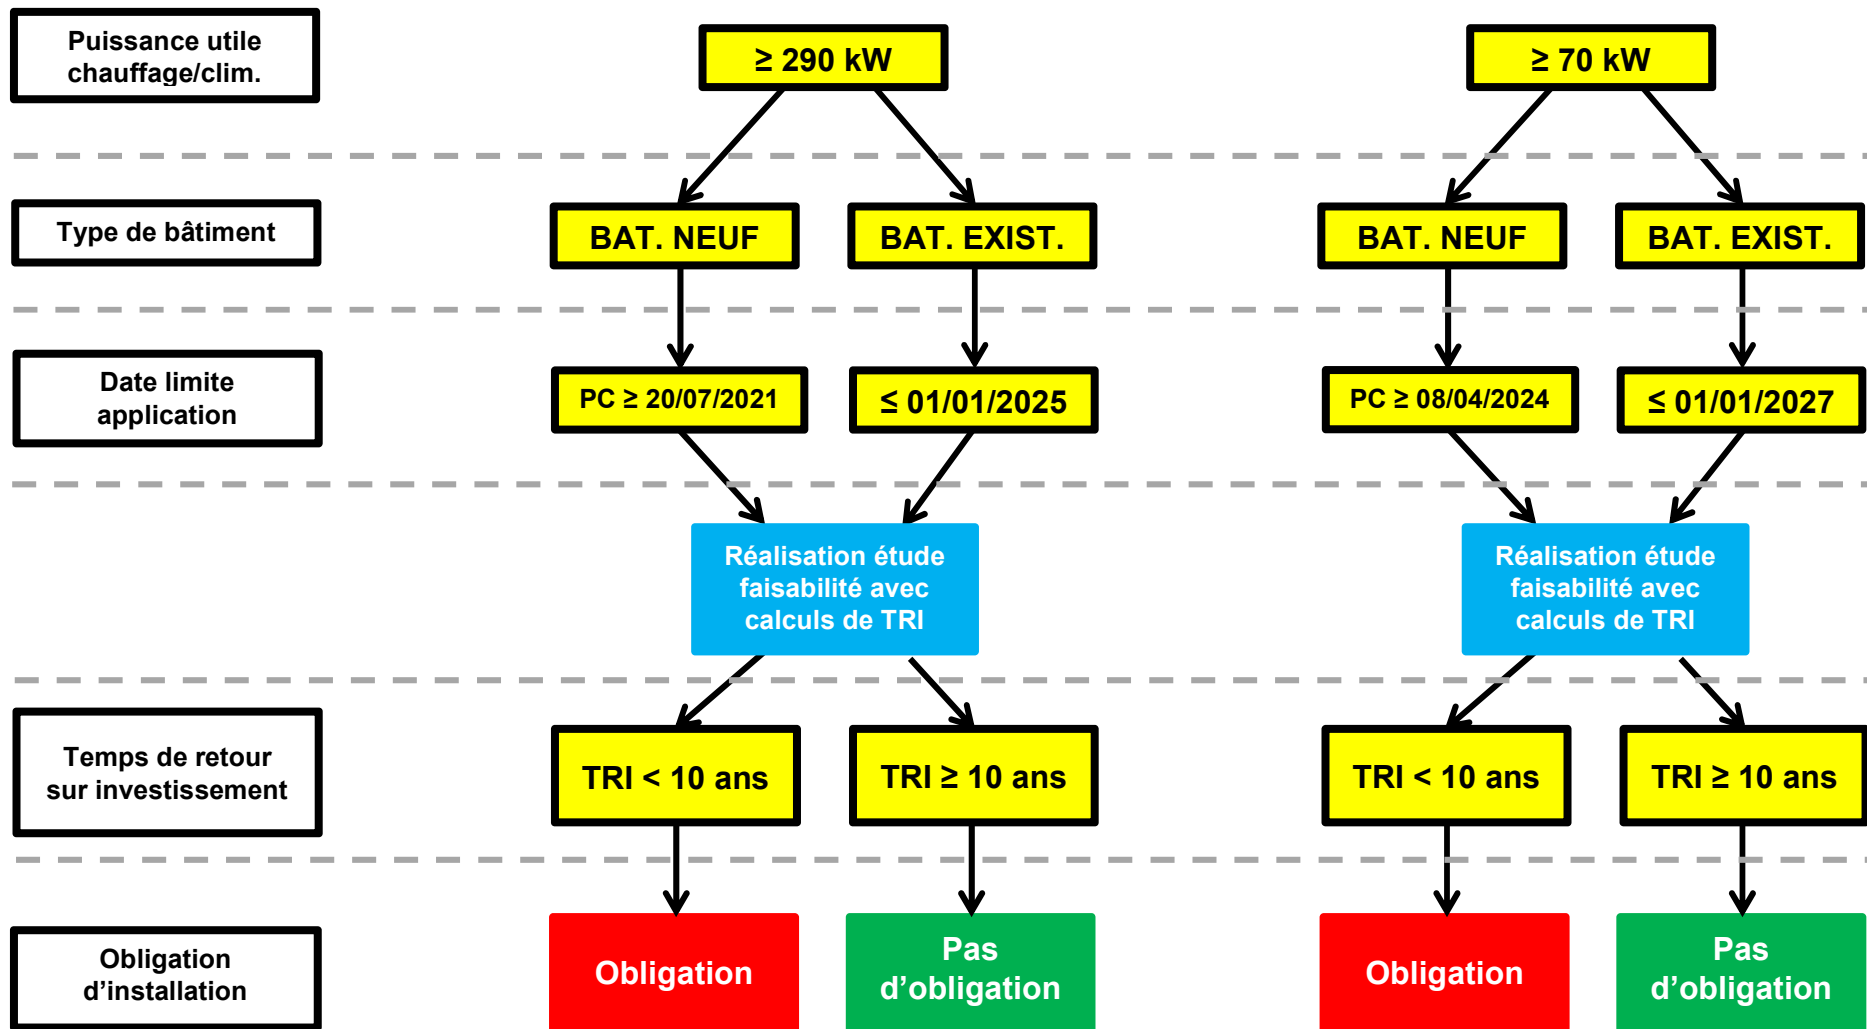 Puissance utile
chauffage/clim.
≥ 290 kW
≥ 70 kW
Type de bâtiment
BAT. NEUF
BAT. EXIST.
BAT. NEUF
BAT. EXIST.
Date limite
application
PC ≥ 20/07/2021
≤ 01/01/2025
PC ≥ 08/04/2024
≤ 01/01/2027
Réalisation étude
faisabilité avec
calculs de TRI
Réalisation étude
faisabilité avec
calculs de TRI
Temps de retour
sur investissement
TRI < 10 ans
TRI ≥ 10 ans
TRI < 10 ans
TRI ≥ 10 ans
Obligation
d’installation
Obligation
Pas
d’obligation
Obligation
Pas
d’obligation